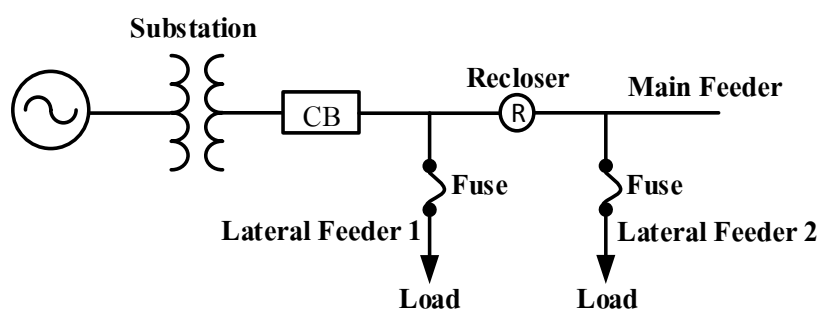 Substation
Recloser
Main Feeder
CB
R
Fuse
Fuse
Lateral Feeder 1
Lateral Feeder 2
Load
Load